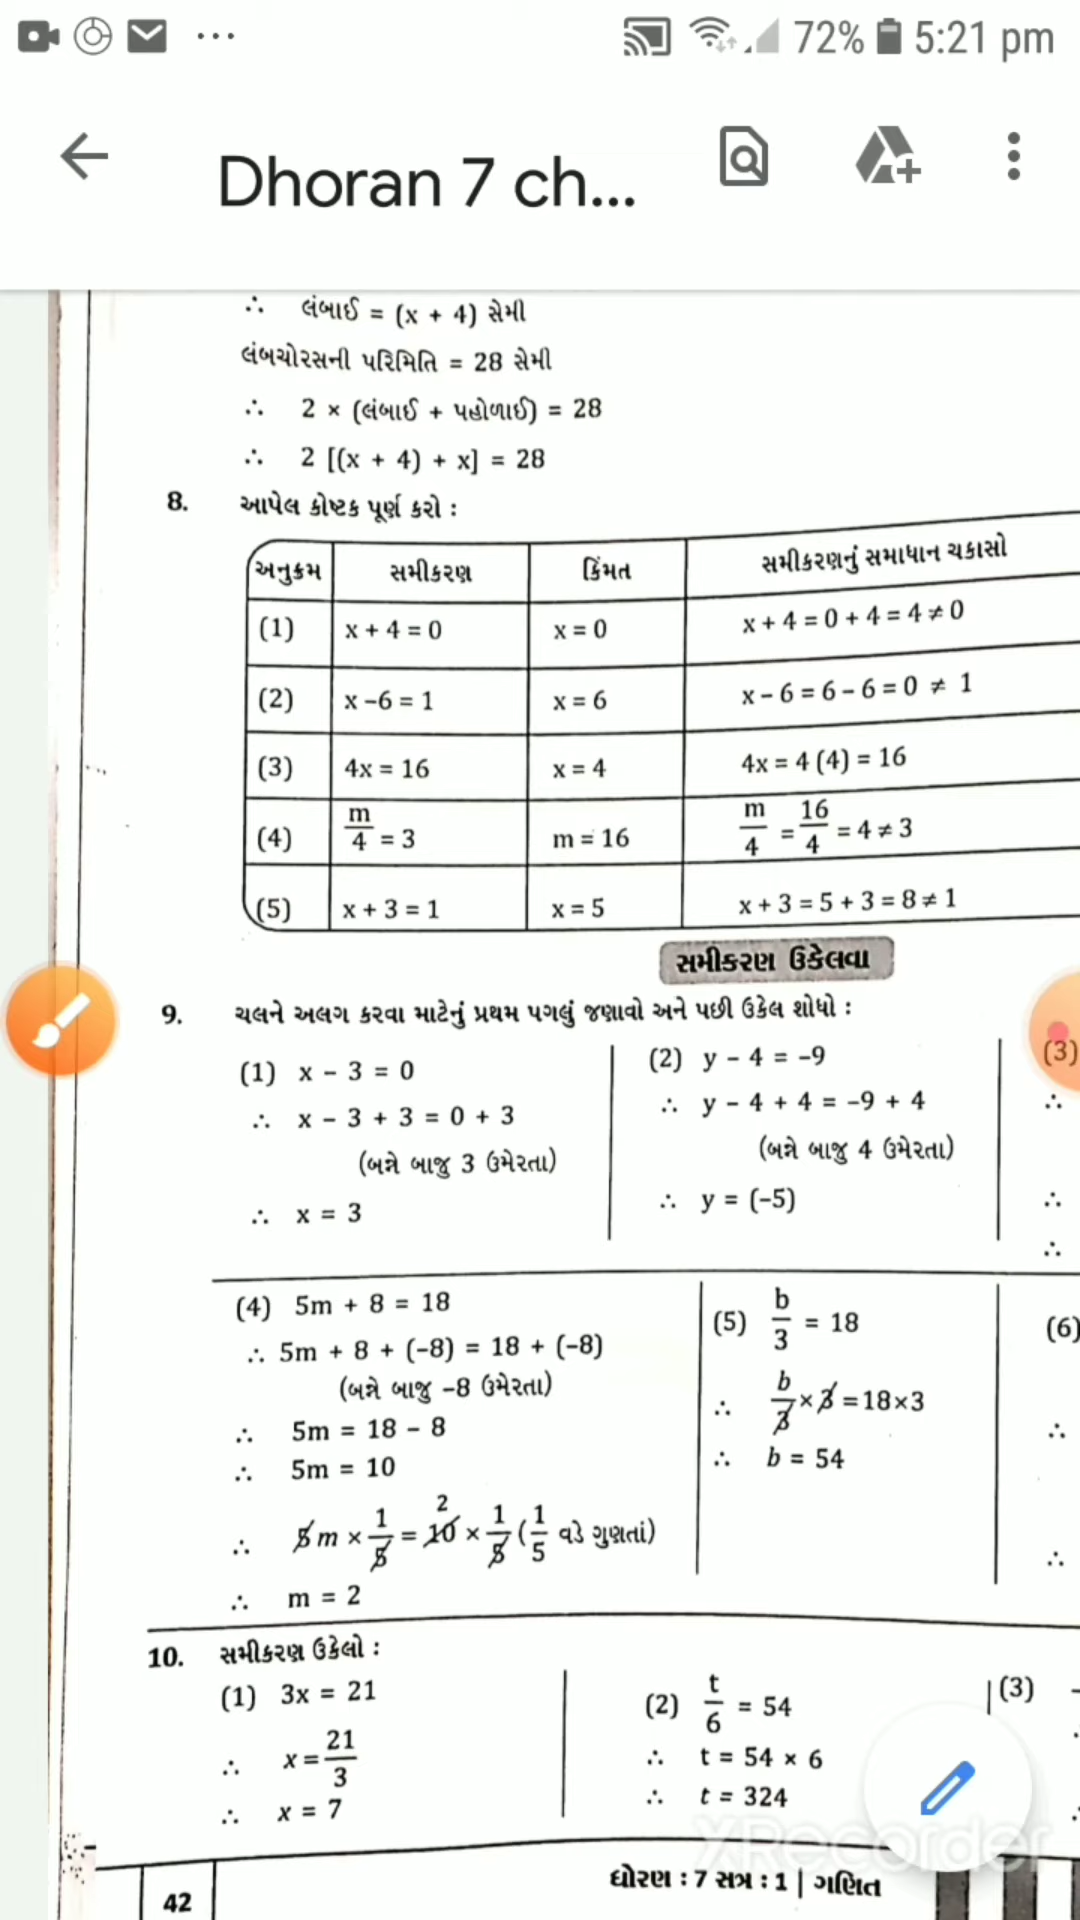 72% 5:21 pm
Dhoran 7 ch...
∴ લંબાઈ = (x + 4) સેમી
લંબચોરસની પરિમિતિ = 28 સેમી
∴ 2 × (લંબાઈ + પહોળાઈ) = 28
∴ 2 [(x + 4) + x] = 28
8. આપેલ કોષ્ટક પૂર્ણ કરો :
અનુક્રમ સમીકરણ કિંમત સમીકરણનું સમાધાન ચકાસો
(1) x + 4 = 0 x = 0 x + 4 = 0 + 4 = 4 ≠ 0
(2) x –6 = 1 x = 6 x – 6 = 6 – 6 = 0 ≠ 1
(3) 4x = 16 x = 4 4x = 4 (4) = 16
(4) m/4 = 3 m = 16 m/4 = 16/4 = 4 ≠ 3
(5) x + 3 = 1 x = 5 x + 3 = 5 + 3 = 8 ≠ 1
સમીકરણ ઉકેલવા
9. ચલને અલગ કરવા માટેનું પ્રથમ પગલું જણાવો અને પછી ઉકેલ શોધો :
(1) x – 3 = 0
∴ x – 3 + 3 = 0 + 3
(બન્ને બાજુ 3 ઉમેરતા)
∴ x = 3
(2) y – 4 = –9
∴ y – 4 + 4 = –9 + 4
(બન્ને બાજુ 4 ઉમેરતા)
∴ y = (–5)
(3)
∴
∴
∴
(4) 5m + 8 = 18
∴ 5m + 8 + (–8) = 18 + (–8)
(બન્ને બાજુ –8 ઉમેરતા)
∴ 5m = 18 – 8
∴ 5m = 10
∴ 5m × 1/5 = 10 2 × 1/5 (1/5 વડે ગુણતાં)
∴ m = 2
(5) b/3 = 18
∴ b/3 × 3 = 18×3
∴ b = 54
(6)
∴
∴
10. સમીકરણ ઉકેલો :
(1) 3x = 21
∴ x = 21/3
∴ x = 7
(2) t/6 = 54
∴ t = 54 × 6
∴ t = 324
(3)
XRecorder
42 ધોરણ : 7 સત્ર : 1 | ગણિત